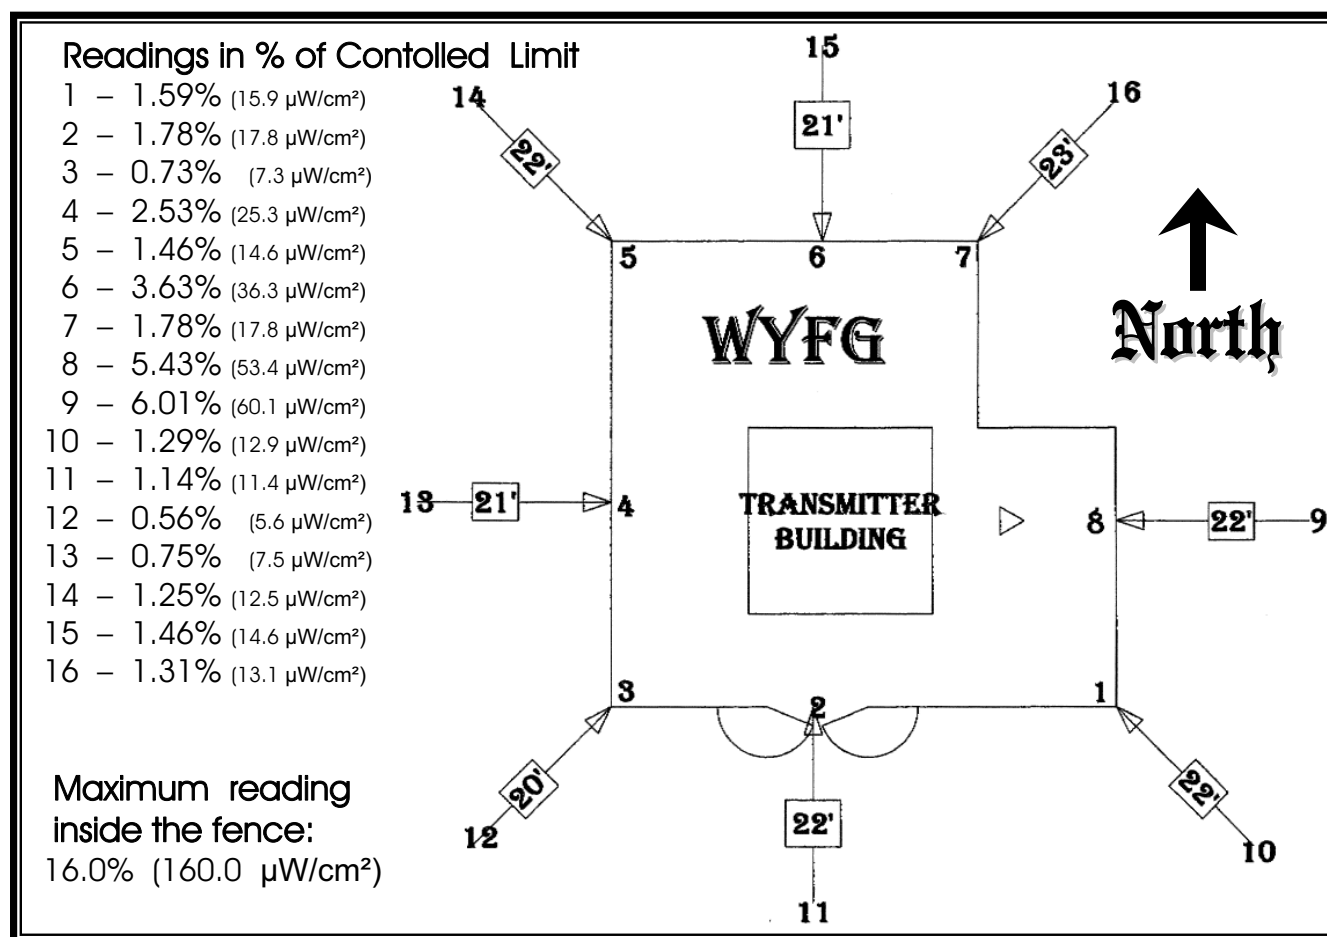 Readings in % of Contolled Limit
1 – 1.59% (15.9 µW/cm²)
2 – 1.78% (17.8 µW/cm²)
3 – 0.73% (7.3 µW/cm²)
4 – 2.53% (25.3 µW/cm²)
5 – 1.46% (14.6 µW/cm²)
6 – 3.63% (36.3 µW/cm²)
7 – 1.78% (17.8 µW/cm²)
8 – 5.43% (53.4 µW/cm²)
9 – 6.01% (60.1 µW/cm²)
10 – 1.29% (12.9 µW/cm²)
11 – 1.14% (11.4 µW/cm²)
12 – 0.56% (5.6 µW/cm²)
13 – 0.75% (7.5 µW/cm²)
14 – 1.25% (12.5 µW/cm²)
15 – 1.46% (14.6 µW/cm²)
16 – 1.31% (13.1 µW/cm²)
Maximum reading
inside the fence:
16.0% (160.0 µW/cm²)
15
14
16
21'
22'
23'
5
6
7
WYFG
North
13
21'
4
TRANSMITTER
BUILDING
8
22'
9
3
2
1
20'
22'
22'
12
11
10